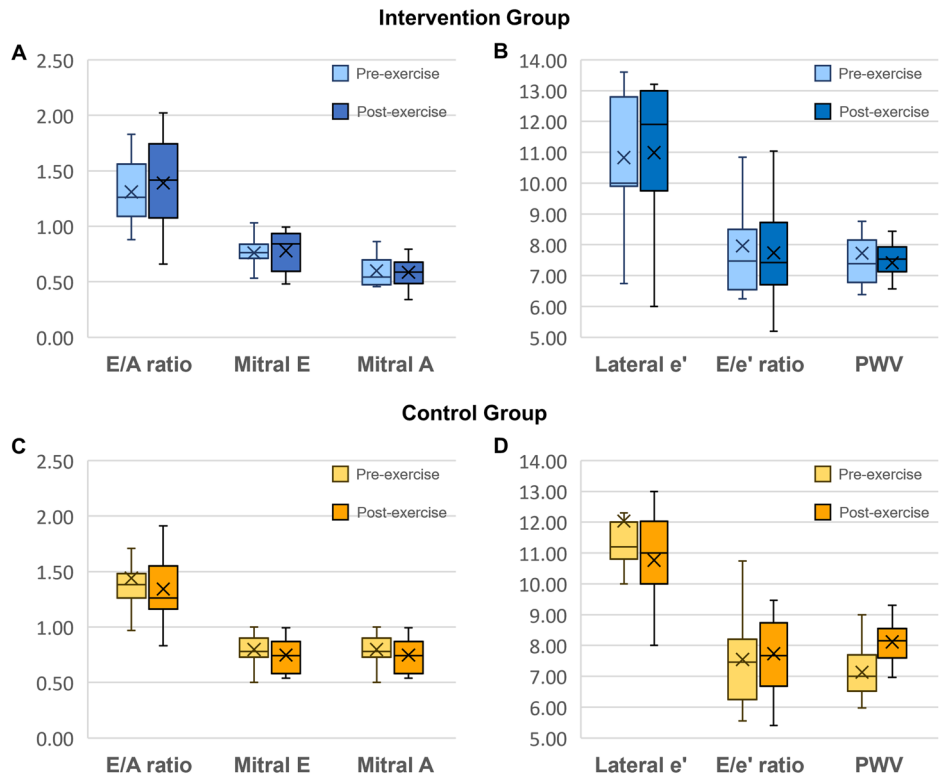 Intervention Group
A
2.50
2.00
1.50
1.00
0.50
0.00
Pre-exercise
Post-exercise
E/A ratio Mitral E Mitral A
B
14.00
13.00
12.00
11.00
10.00
9.00
8.00
7.00
6.00
5.00
Pre-exercise
Post-exercise
Lateral e' E/e' ratio PWV
Control Group
C
2.50
2.00
1.50
1.00
0.50
0.00
Pre-exercise
Post-exercise
E/A ratio Mitral E Mitral A
D
14.00
13.00
12.00
11.00
10.00
9.00
8.00
7.00
6.00
5.00
Pre-exercise
Post-exercise
Lateral e' E/e' ratio PWV